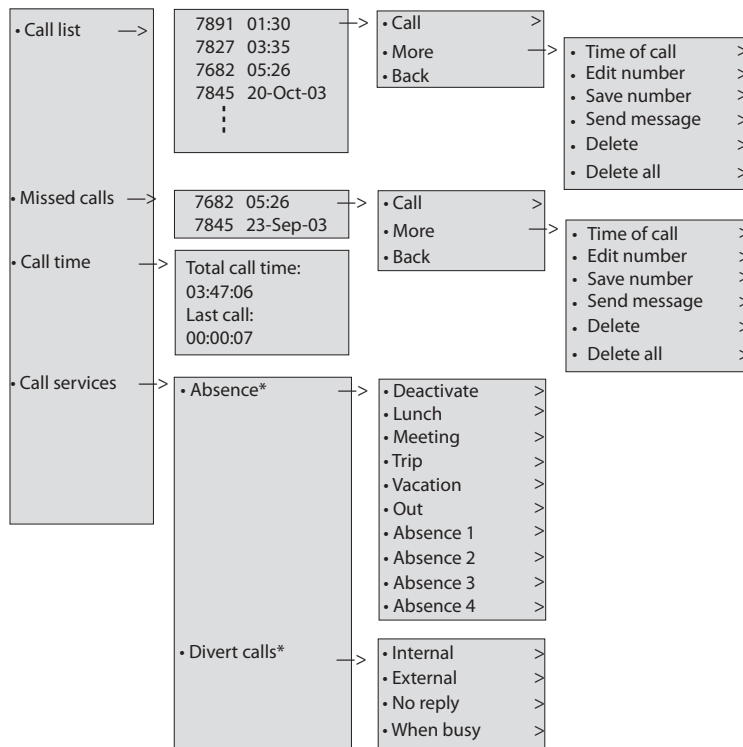 • Call list —>
7891 01:30 —>
7827 03:35
7682 05:26
7845 20-Oct-03
• Call >
• More —>
• Back
• Time of call >
• Edit number >
• Save number >
• Send message >
• Delete >
• Delete all >
• Missed calls —>
7682 05:26 —>
7845 23-Sep-03
• Call >
• More —>
• Back
• Time of call >
• Edit number >
• Save number >
• Send message >
• Delete >
• Delete all >
• Call time —>
Total call time:
03:47:06
Last call:
00:00:07
• Call services —>
• Absence* —>
• Deactivate >
• Lunch >
• Meeting >
• Trip >
• Vacation >
• Out >
• Absence 1 >
• Absence 2 >
• Absence 3 >
• Absence 4 >
• Divert calls* —>
• Internal >
• External >
• No reply >
• When busy >